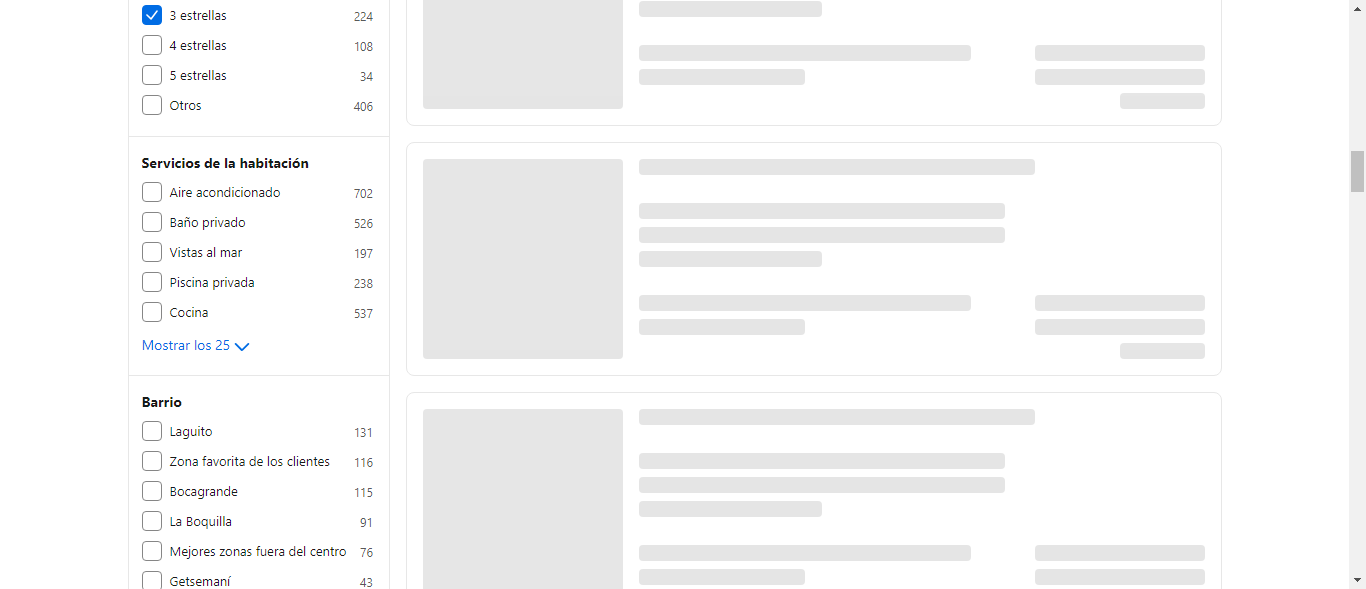 3 estrellas 224
4 estrellas 108
5 estrellas 34
Otros 406
Servicios de la habitación
Aire acondicionado 702
Baño privado 526
Vistas al mar 197
Piscina privada 238
Cocina 537
Mostrar los 25
Barrio
Laguito 131
Zona favorita de los clientes 116
Bocagrande 115
La Boquilla 91
Mejores zonas fuera del centro 76
Getsemaní 43